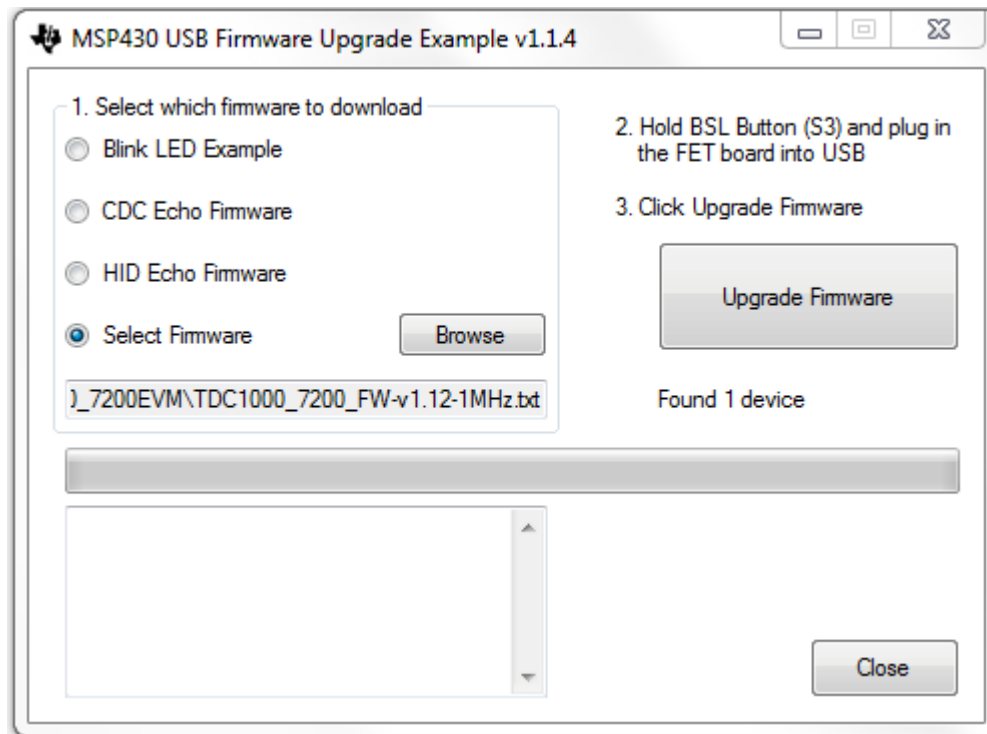 MSP430 USB Firmware Upgrade Example v1.1.4
1. Select which firmware to download
Blink LED Example
CDC Echo Firmware
HID Echo Firmware
Select Firmware
Browse
)_7200EVM\TDC1000_7200_FW-v1.12-1MHz.txt
2. Hold BSL Button (S3) and plug in
the FET board into USB
3. Click Upgrade Firmware
Upgrade Firmware
Found 1 device
Close